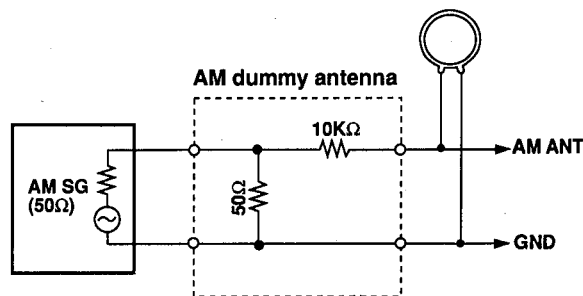 AM dummy antenna
10KΩ
AM ANT
AM SG
(50Ω)
50Ω
GND